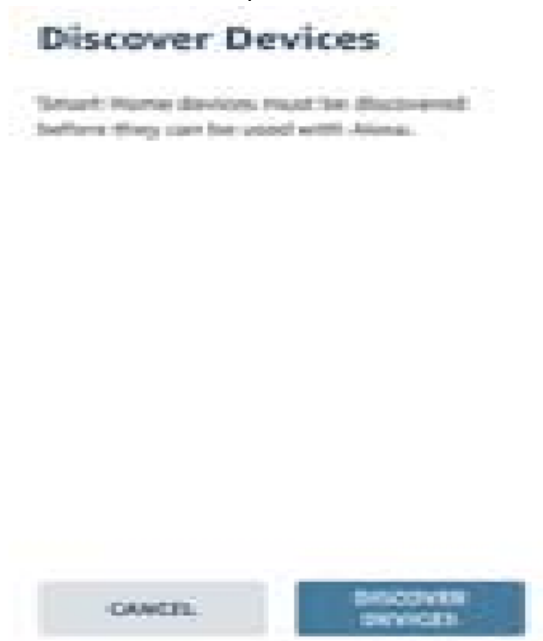 Discover Devices
Smart Home devices must be discovered
before they can be used with Alexa.
CANCEL
DISCOVER
DEVICES